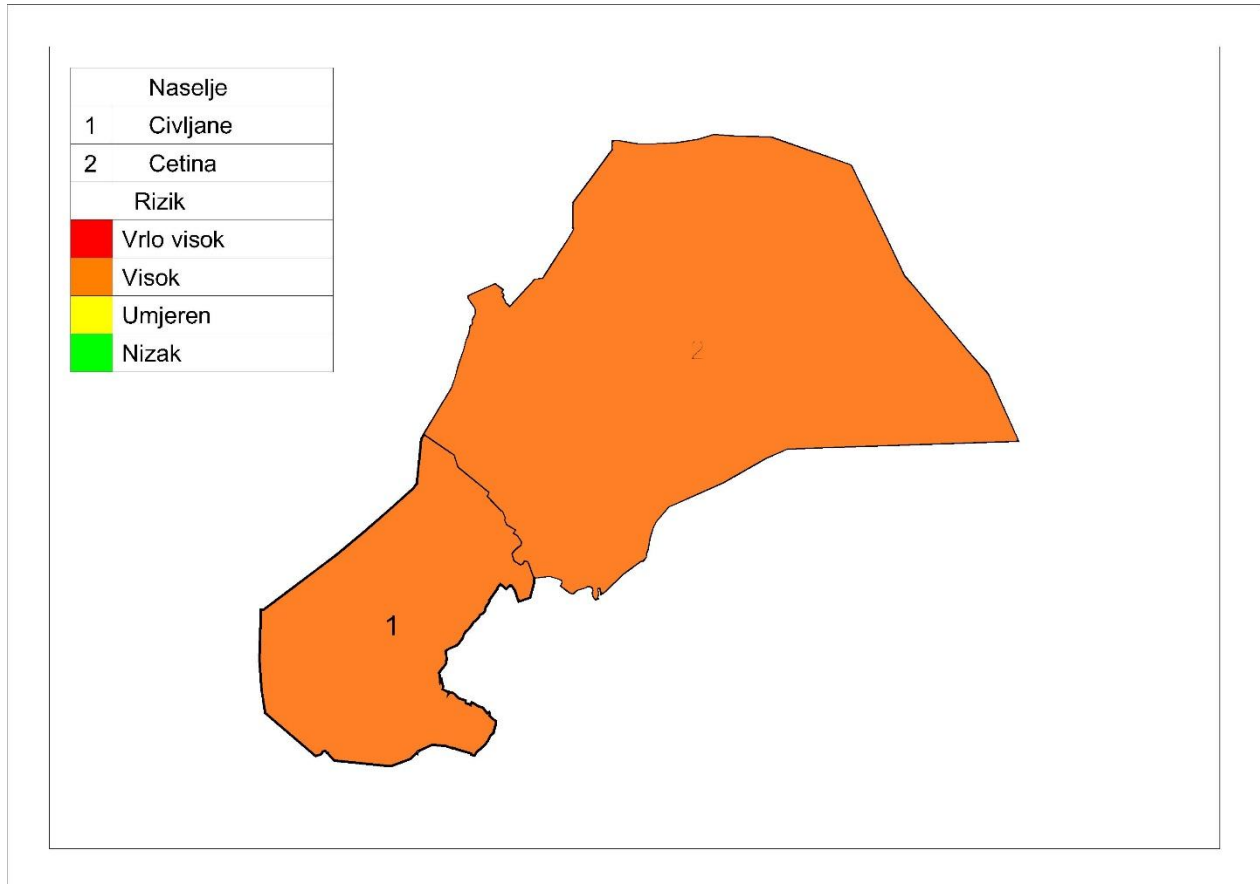 Naselje
1 Civljane
2 Cetina
Rizik
Vrlo visok
Visok
Umjeren
Nizak
2
1